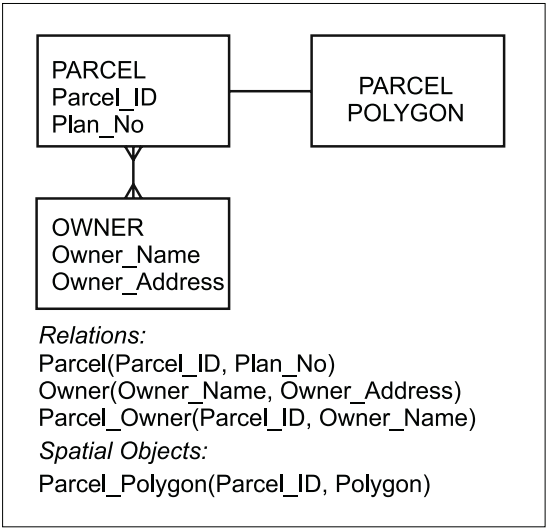 PARCEL
Parcel_ID
Plan_No
PARCEL
POLYGON
OWNER
Owner_Name
Owner_Address
Relations:
Parcel(Parcel_ID, Plan_No)
Owner(Owner_Name, Owner_Address)
Parcel_Owner(Parcel_ID, Owner_Name)
Spatial Objects:
Parcel_Polygon(Parcel_ID, Polygon)